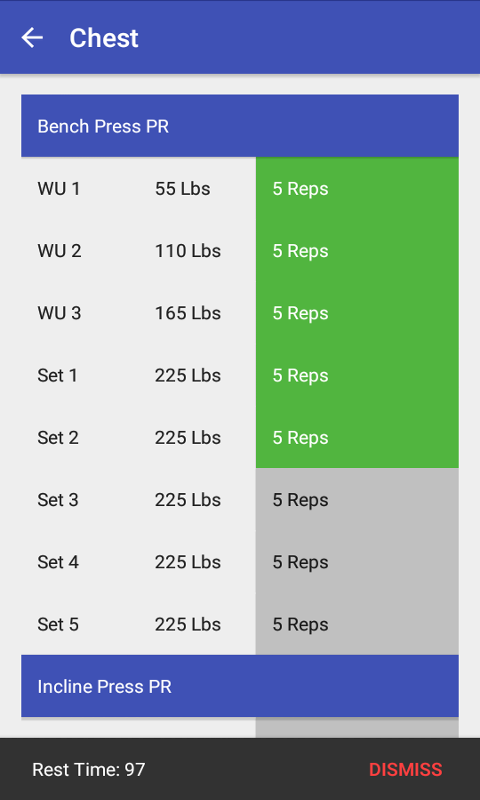 Chest
Bench Press PR
WU 1 55 Lbs 5 Reps
WU 2 110 Lbs 5 Reps
WU 3 165 Lbs 5 Reps
Set 1 225 Lbs 5 Reps
Set 2 225 Lbs 5 Reps
Set 3 225 Lbs 5 Reps
Set 4 225 Lbs 5 Reps
Set 5 225 Lbs 5 Reps
Incline Press PR
Rest Time: 97 DISMISS